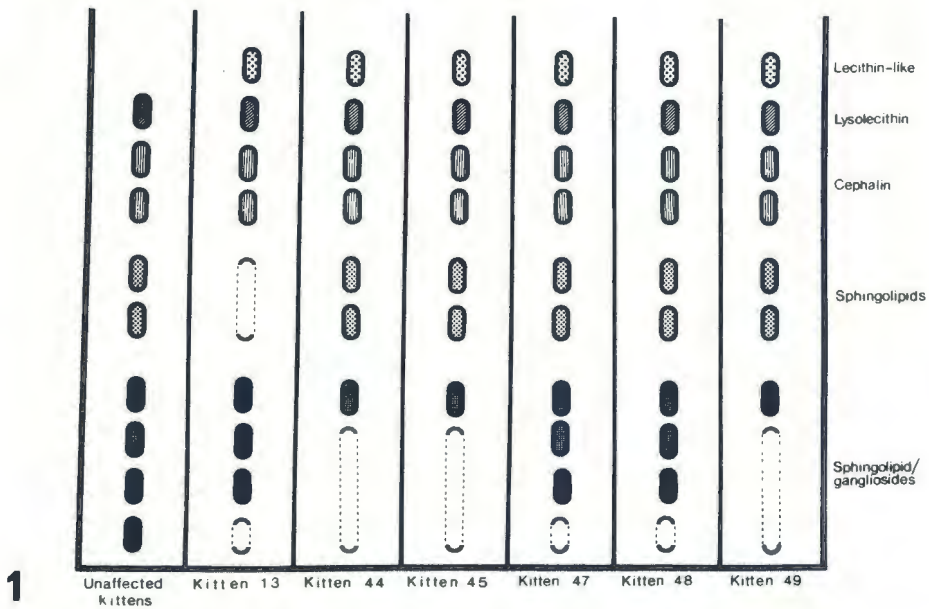 Lecithin-like
Lysolecithin
Cephalin
Sphingolipids
Sphingolipid/
gangliosides
1
Unaffected
kittens
Kitten 13
Kitten 44
Kitten 45
Kitten 47
Kitten 48
Kitten 49